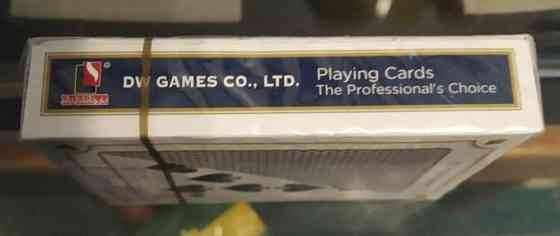 DW GAMES CO., LTD.
Playing Cards
The Professional's Choice